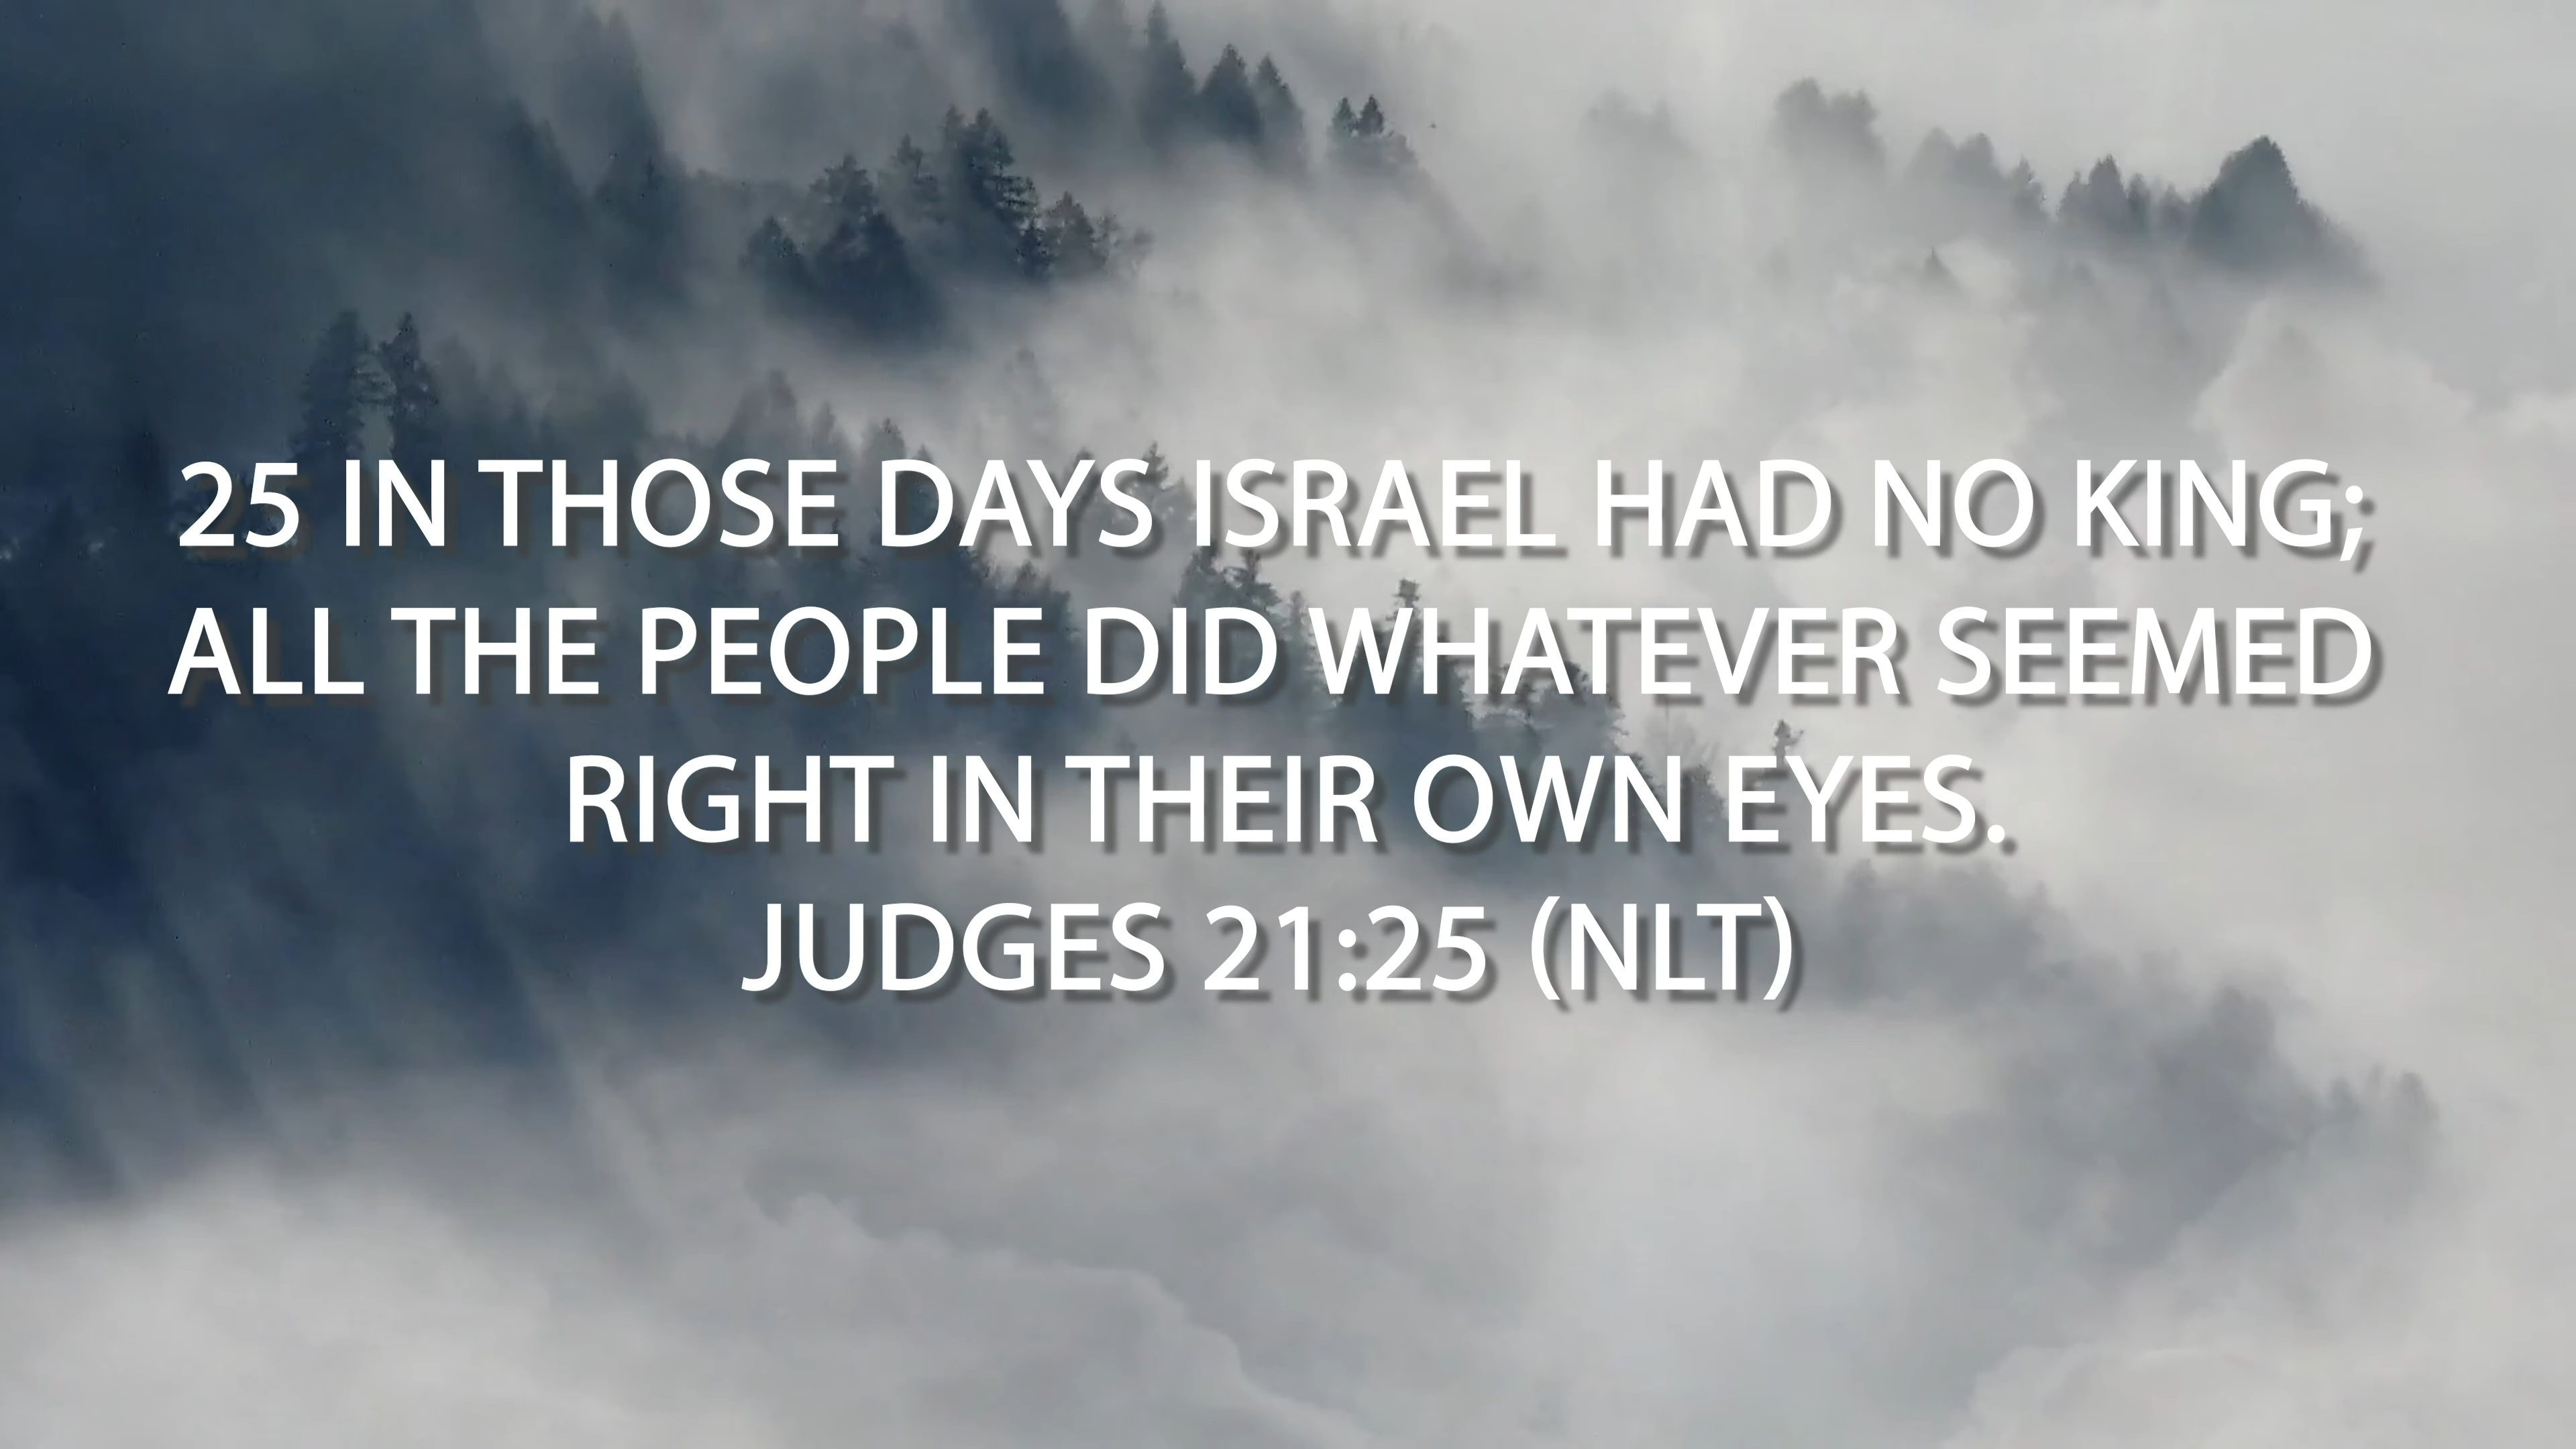 25 IN THOSE DAYS ISRAEL HAD NO KING;
ALL THE PEOPLE DID WHATEVER SEEMED
RIGHT IN THEIR OWN EYES.
JUDGES 21:25 (NLT)